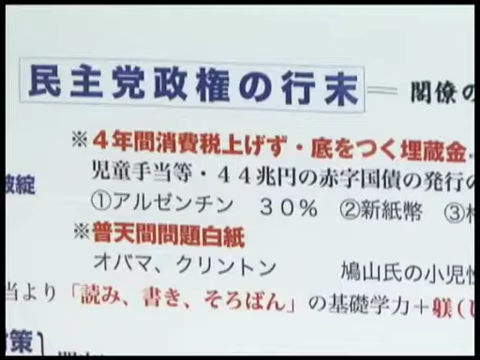 民主党政権の行末 ── 閣僚の
※４年間消費税上げず・底をつく埋蔵金
児童手当等・４４兆円の赤字国債の発行の
破綻
①アルゼンチン　３０％　②新紙幣　③
※普天間問題白紙
オバマ、クリントン　鳩山氏の小児性
当より「読み、書き、そろばん」の基礎学力＋躾（し
対策